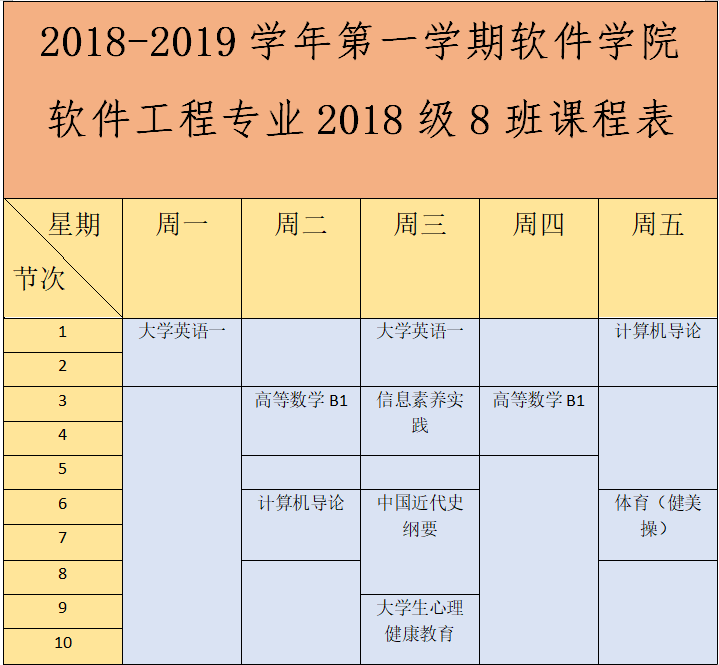 2018-2019 学年第一学期软件学院
软件工程专业 2018 级 8 班课程表
星期
节次
周一
周二
周三
周四
周五
1
大学英语一
大学英语一
计算机导论
2
3
高等数学 B1
信息素养实
践
高等数学 B1
4
5
6
计算机导论
中国近代史
纲要
体育（健美
操）
7
8
9
大学生心理
健康教育
10